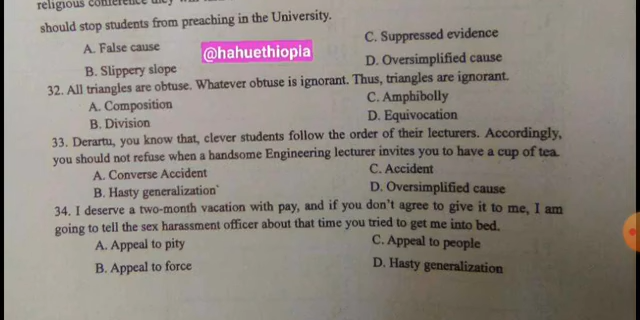 religious conference they will
should stop students from preaching in the University.
A. False cause
C. Suppressed evidence
@hahuethiopia
B. Slippery slope
D. Oversimplified cause
32. All triangles are obtuse. Whatever obtuse is ignorant. Thus, triangles are ignorant.
A. Composition
C. Amphibolly
B. Division
D. Equivocation
33. Derartu, you know that, clever students follow the order of their lecturers. Accordingly,
you should not refuse when a handsome Engineering lecturer invites you to have a cup of tea.
A. Converse Accident
C. Accident
B. Hasty generalization
D. Oversimplified cause
34. I deserve a two-month vacation with pay, and if you don't agree to give it to me, I am
going to tell the sex harassment officer about that time you tried to get me into bed.
A. Appeal to pity
C. Appeal to people
B. Appeal to force
D. Hasty generalization